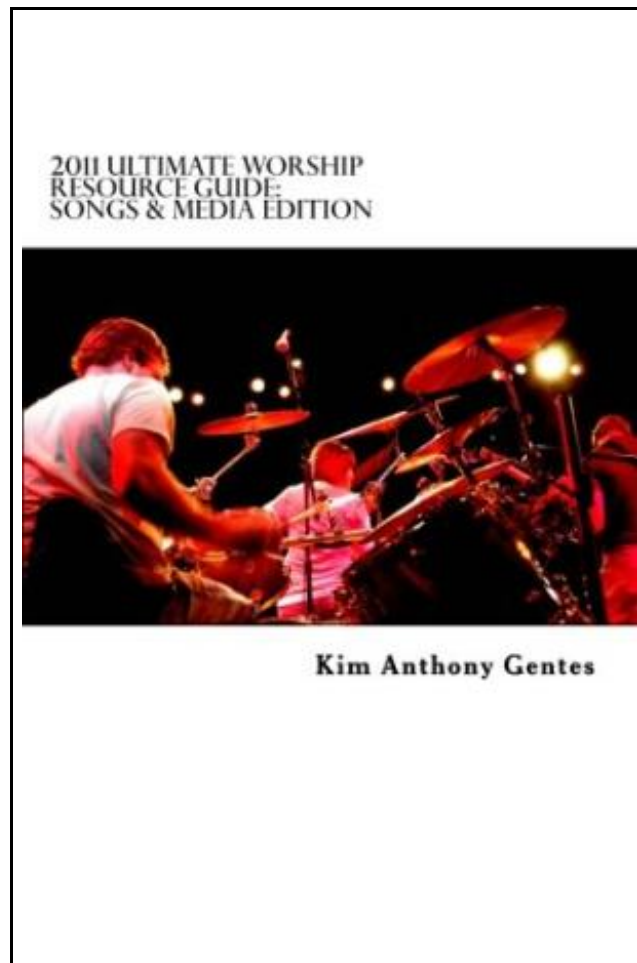 2011 ULTIMATE WORSHIP
RESOURCE GUIDE:
SONGS & MEDIA EDITION
Kim Anthony Gentes